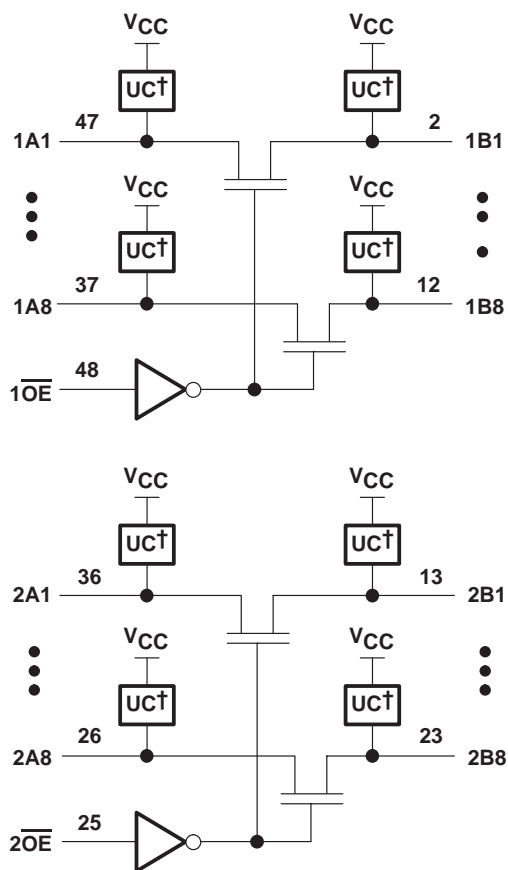 VCC VCC
UC† UC†
1A1 47 2 1B1
VCC VCC
UC† UC†
1A8 37 12 1B8
1OE 48
VCC VCC
UC† UC†
2A1 36 13 2B1
VCC VCC
UC† UC†
2A8 26 23 2B8
2OE 25